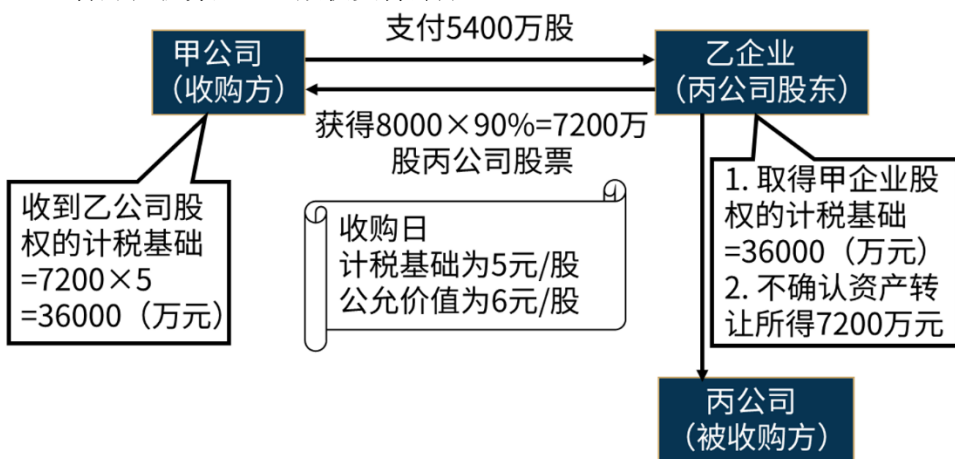 支付5400万股
甲公司
（收购方）
乙企业
（丙公司股东）
获得8000×90%=7200万
股丙公司股票
收到乙公司股
权的计税基础
=7200×5
=36000（万元）
收购日
计税基础为5元/股
公允价值为6元/股
1. 取得甲企业股
权的计税基础
=36000（万元）
2. 不确认资产转
让所得7200万元
丙公司
（被收购方）